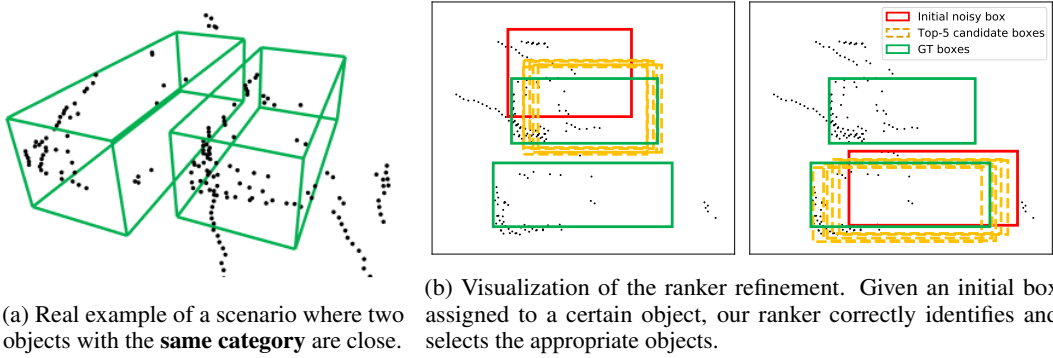 Initial noisy box
Top-5 candidate boxes
GT boxes
(a) Real example of a scenario where two
objects with the same category are close.
(b) Visualization of the ranker refinement. Given an initial box
assigned to a certain object, our ranker correctly identifies and
selects the appropriate objects.